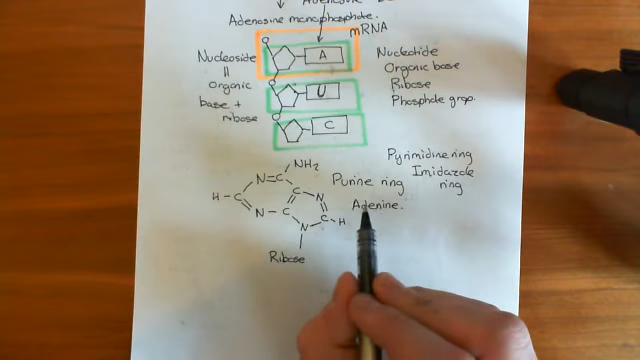 Adenosine
Adenosine monophosphate.
mRNA
Nucleoside
||
Organic
base +
ribose
A
U
C
Nucleotide
Organic base
Ribose
Phosphate group.
Pyrimidine ring
Imidazole
ring
Purine ring
Adenine.
NH2
N=C
C
N
H-C
N-C
C-H
N
Ribose